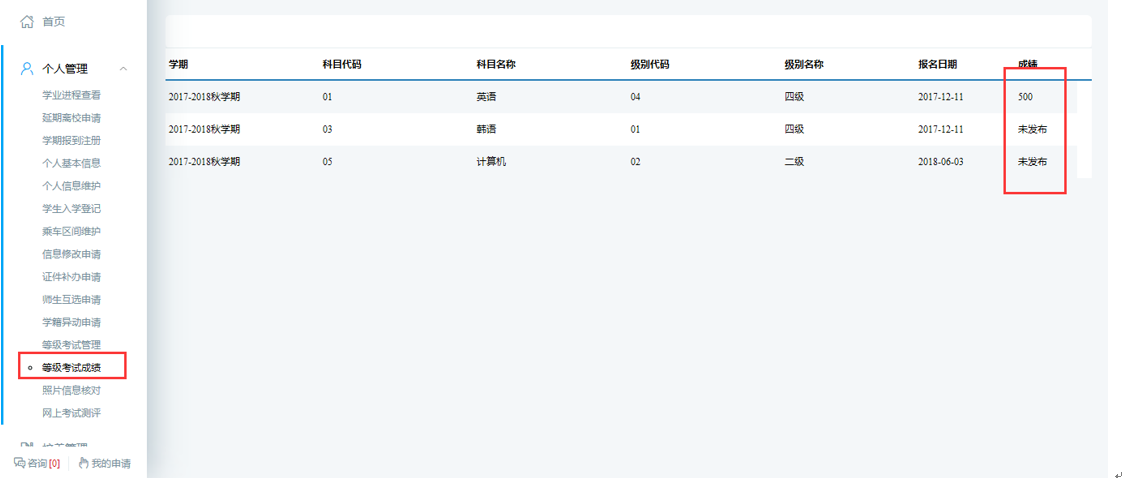 首页
个人管理
学业进程查看
延期离校申请
学期报到注册
个人基本信息
个人信息维护
学生入学登记
乘车区间维护
信息修改申请
证件补办申请
师生互选申请
学籍异动申请
等级考试管理
等级考试成绩
照片信息核对
网上考试测评
咨询[0] 我的申请
学期 科目代码 科目名称 级别代码 级别名称 报名日期 成绩
2017-2018秋学期 01 英语 04 四级 2017-12-11 500
2017-2018秋学期 03 韩语 01 四级 2017-12-11 未发布
2017-2018秋学期 05 计算机 02 二级 2018-06-03 未发布